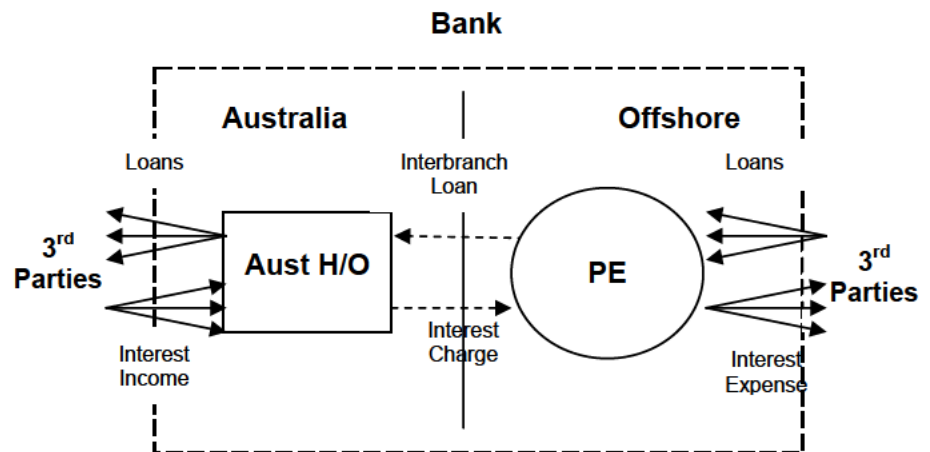 Bank
Australia
Offshore
Loans
Interbranch
Loan
Loans
3rd
Parties
Aust H/O
PE
3rd
Parties
Interest
Income
Interest
Charge
Interest
Expense